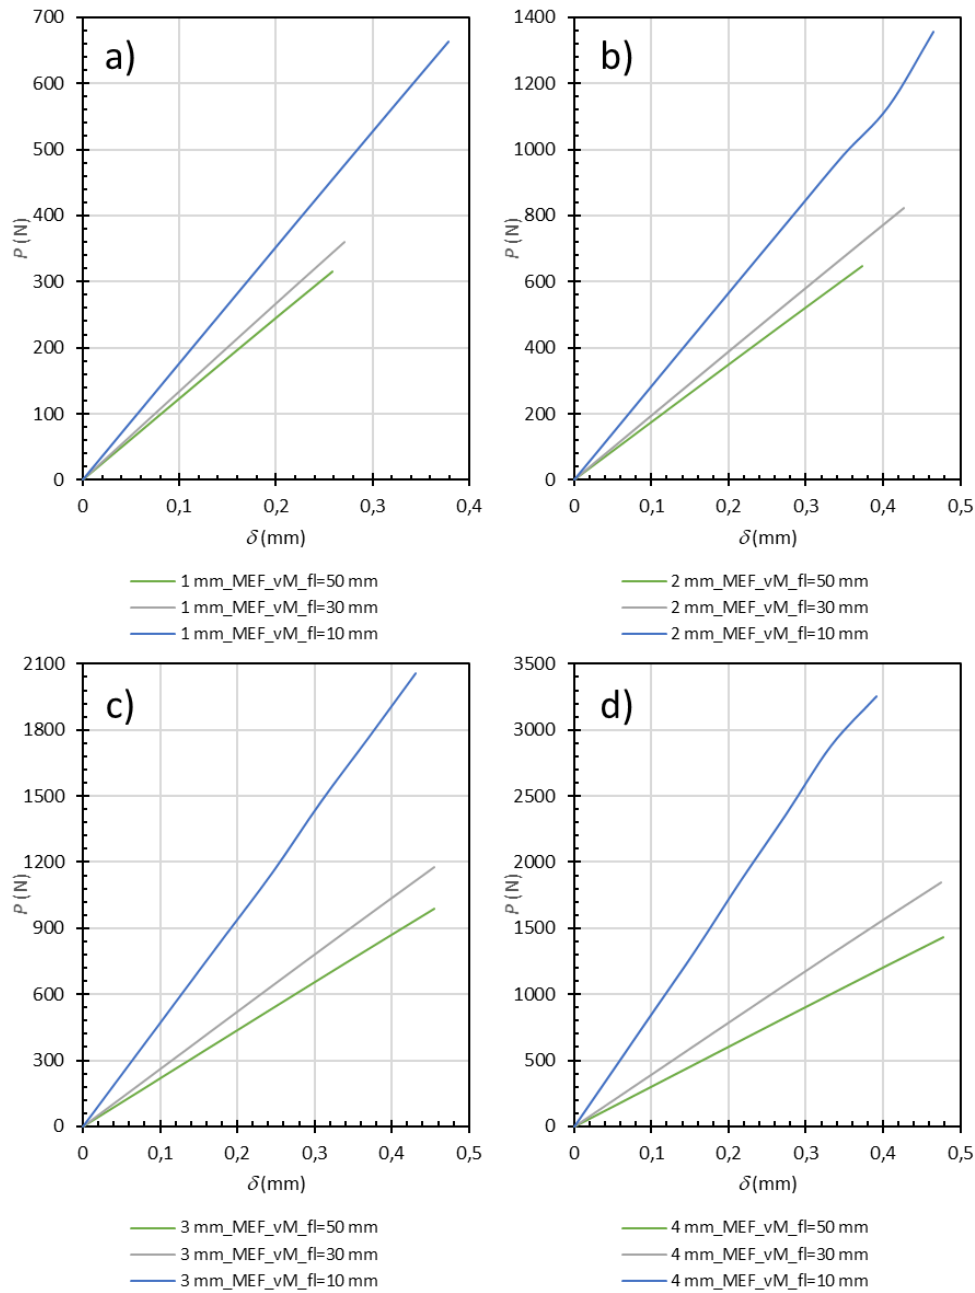 a)
700
600
500
400
300
200
100
0
P (N)
0 0,1 0,2 0,3 0,4
δ (mm)
1 mm_MEF_vM_fl=50 mm
1 mm_MEF_vM_fl=30 mm
1 mm_MEF_vM_fl=10 mm
b)
1400
1200
1000
800
600
400
200
0
P (N)
0 0,1 0,2 0,3 0,4 0,5
δ (mm)
2 mm_MEF_vM_fl=50 mm
2 mm_MEF_vM_fl=30 mm
2 mm_MEF_vM_fl=10 mm
c)
2100
1800
1500
1200
900
600
300
0
P (N)
0 0,1 0,2 0,3 0,4 0,5
δ (mm)
3 mm_MEF_vM_fl=50 mm
3 mm_MEF_vM_fl=30 mm
3 mm_MEF_vM_fl=10 mm
d)
3500
3000
2500
2000
1500
1000
500
0
P (N)
0 0,1 0,2 0,3 0,4 0,5
δ (mm)
4 mm_MEF_vM_fl=50 mm
4 mm_MEF_vM_fl=30 mm
4 mm_MEF_vM_fl=10 mm